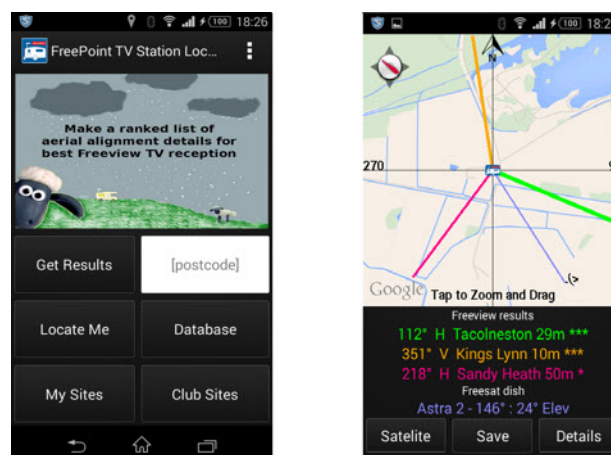 18:26
FreePoint TV Station Loc...
Make a ranked list of
aerial alignment details for
best Freeview TV reception
Get Results
[postcode]
Locate Me
Database
My Sites
Club Sites
100
18:2
N
270
9
Google
Tap to Zoom and Drag
Freeview results
112° H Tacolneston 29m ***
351° V Kings Lynn 10m ***
218° H Sandy Heath 50m *
Freesat dish
Astra 2 - 146° : 24° Elev
Satelite
Save
Details